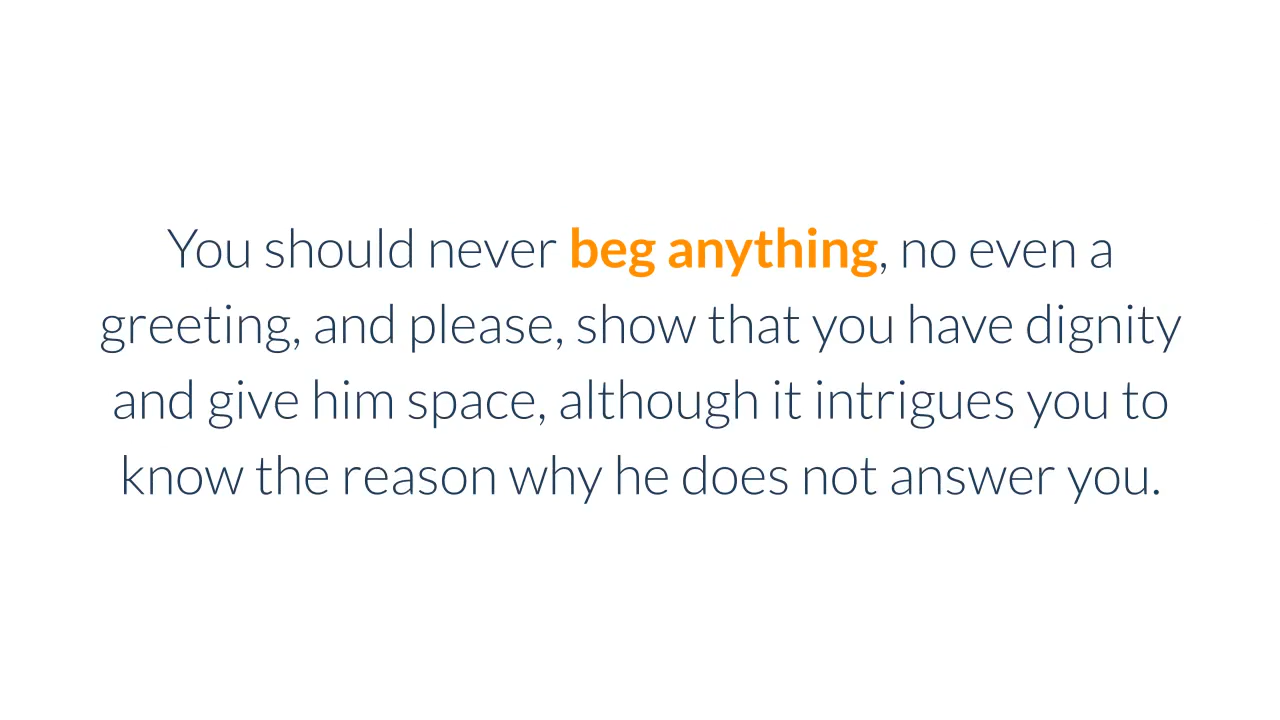 You should never beg anything, no even a
greeting, and please, show that you have dignity
and give him space, although it intrigues you to
know the reason why he does not answer you.